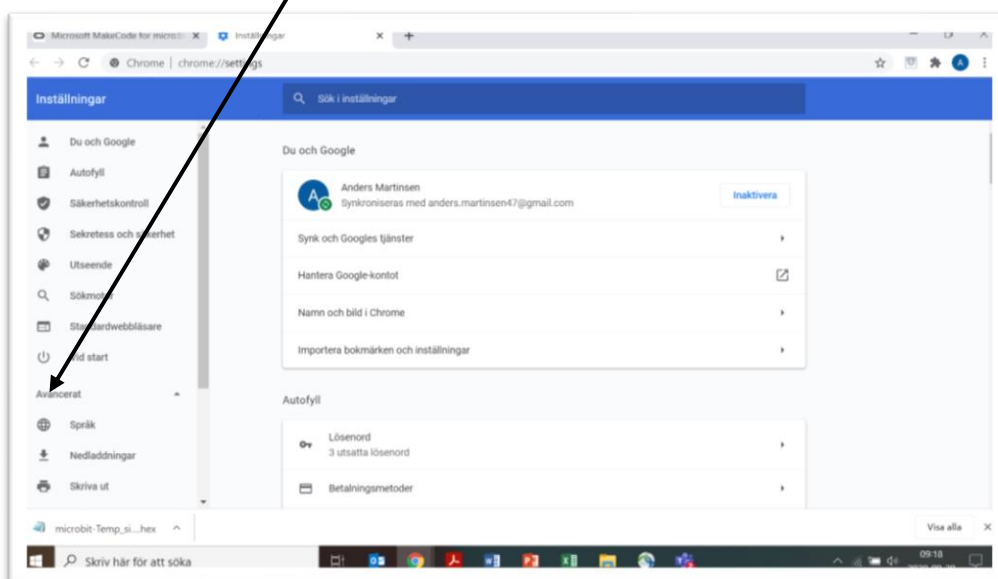 Microsoft MakeCode for micro:b
Inställningar
Chrome | chrome://settings
A
Inställningar
Sök i inställningar
Du och Google
Autofyll
Säkerhetskontroll
Sekretess och säkerhet
Utseende
Sökmotor
Standardwebbläsare
Vid start
Avancerat
Språk
Nedladdningar
Skriva ut
Du och Google
A
Anders Martinsen
Synkroniseras med anders.martinsen47@gmail.com
Inaktivera
Synk och Googles tjänster
Hantera Google-kontot
Namn och bild i Chrome
Importera bokmärken och inställningar
Autofyll
Lösenord
3 utsatta lösenord
Betalningsmetoder
microbit-Temp_si....hex
Visa alla
Skriv här för att söka
09:18